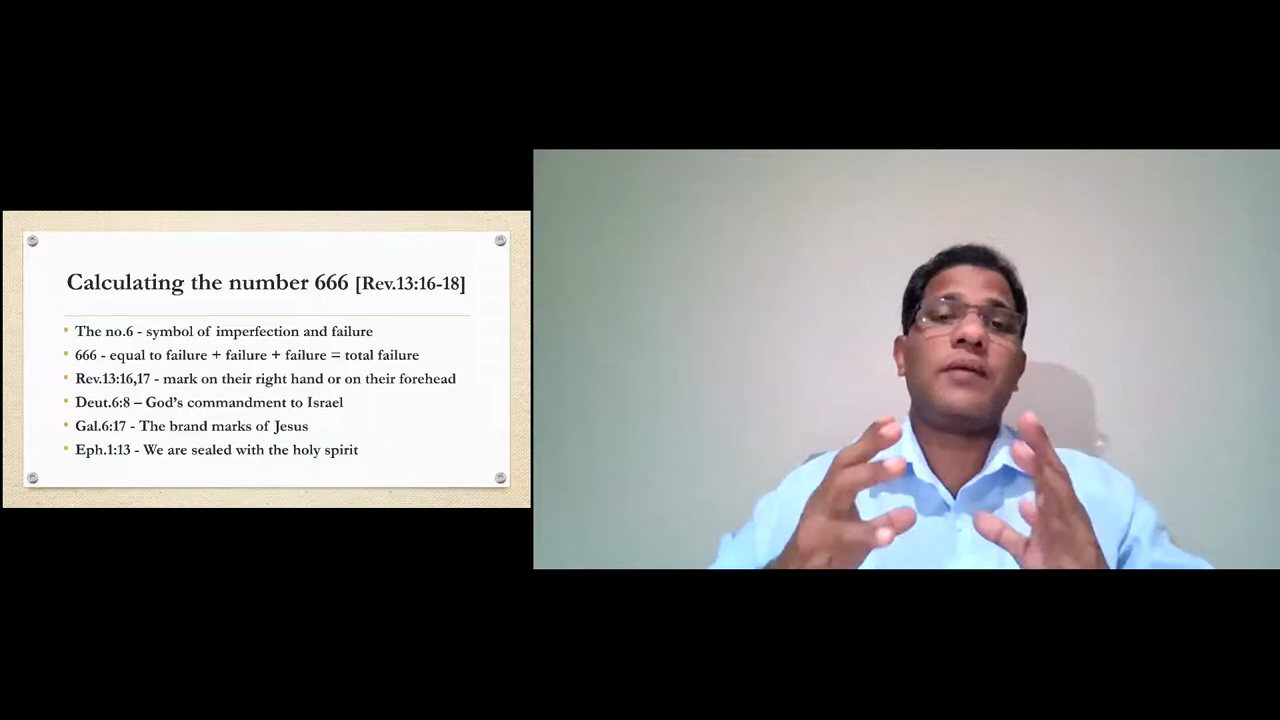 Calculating the number 666 [Rev.13:16-18]
The no.6 - symbol of imperfection and failure
666 - equal to failure + failure + failure = total failure
Rev.13:16,17 - mark on their right hand or on their forehead
Deut.6:8 – God's commandment to Israel
Gal.6:17 - The brand marks of Jesus
Eph.1:13 - We are sealed with the holy spirit